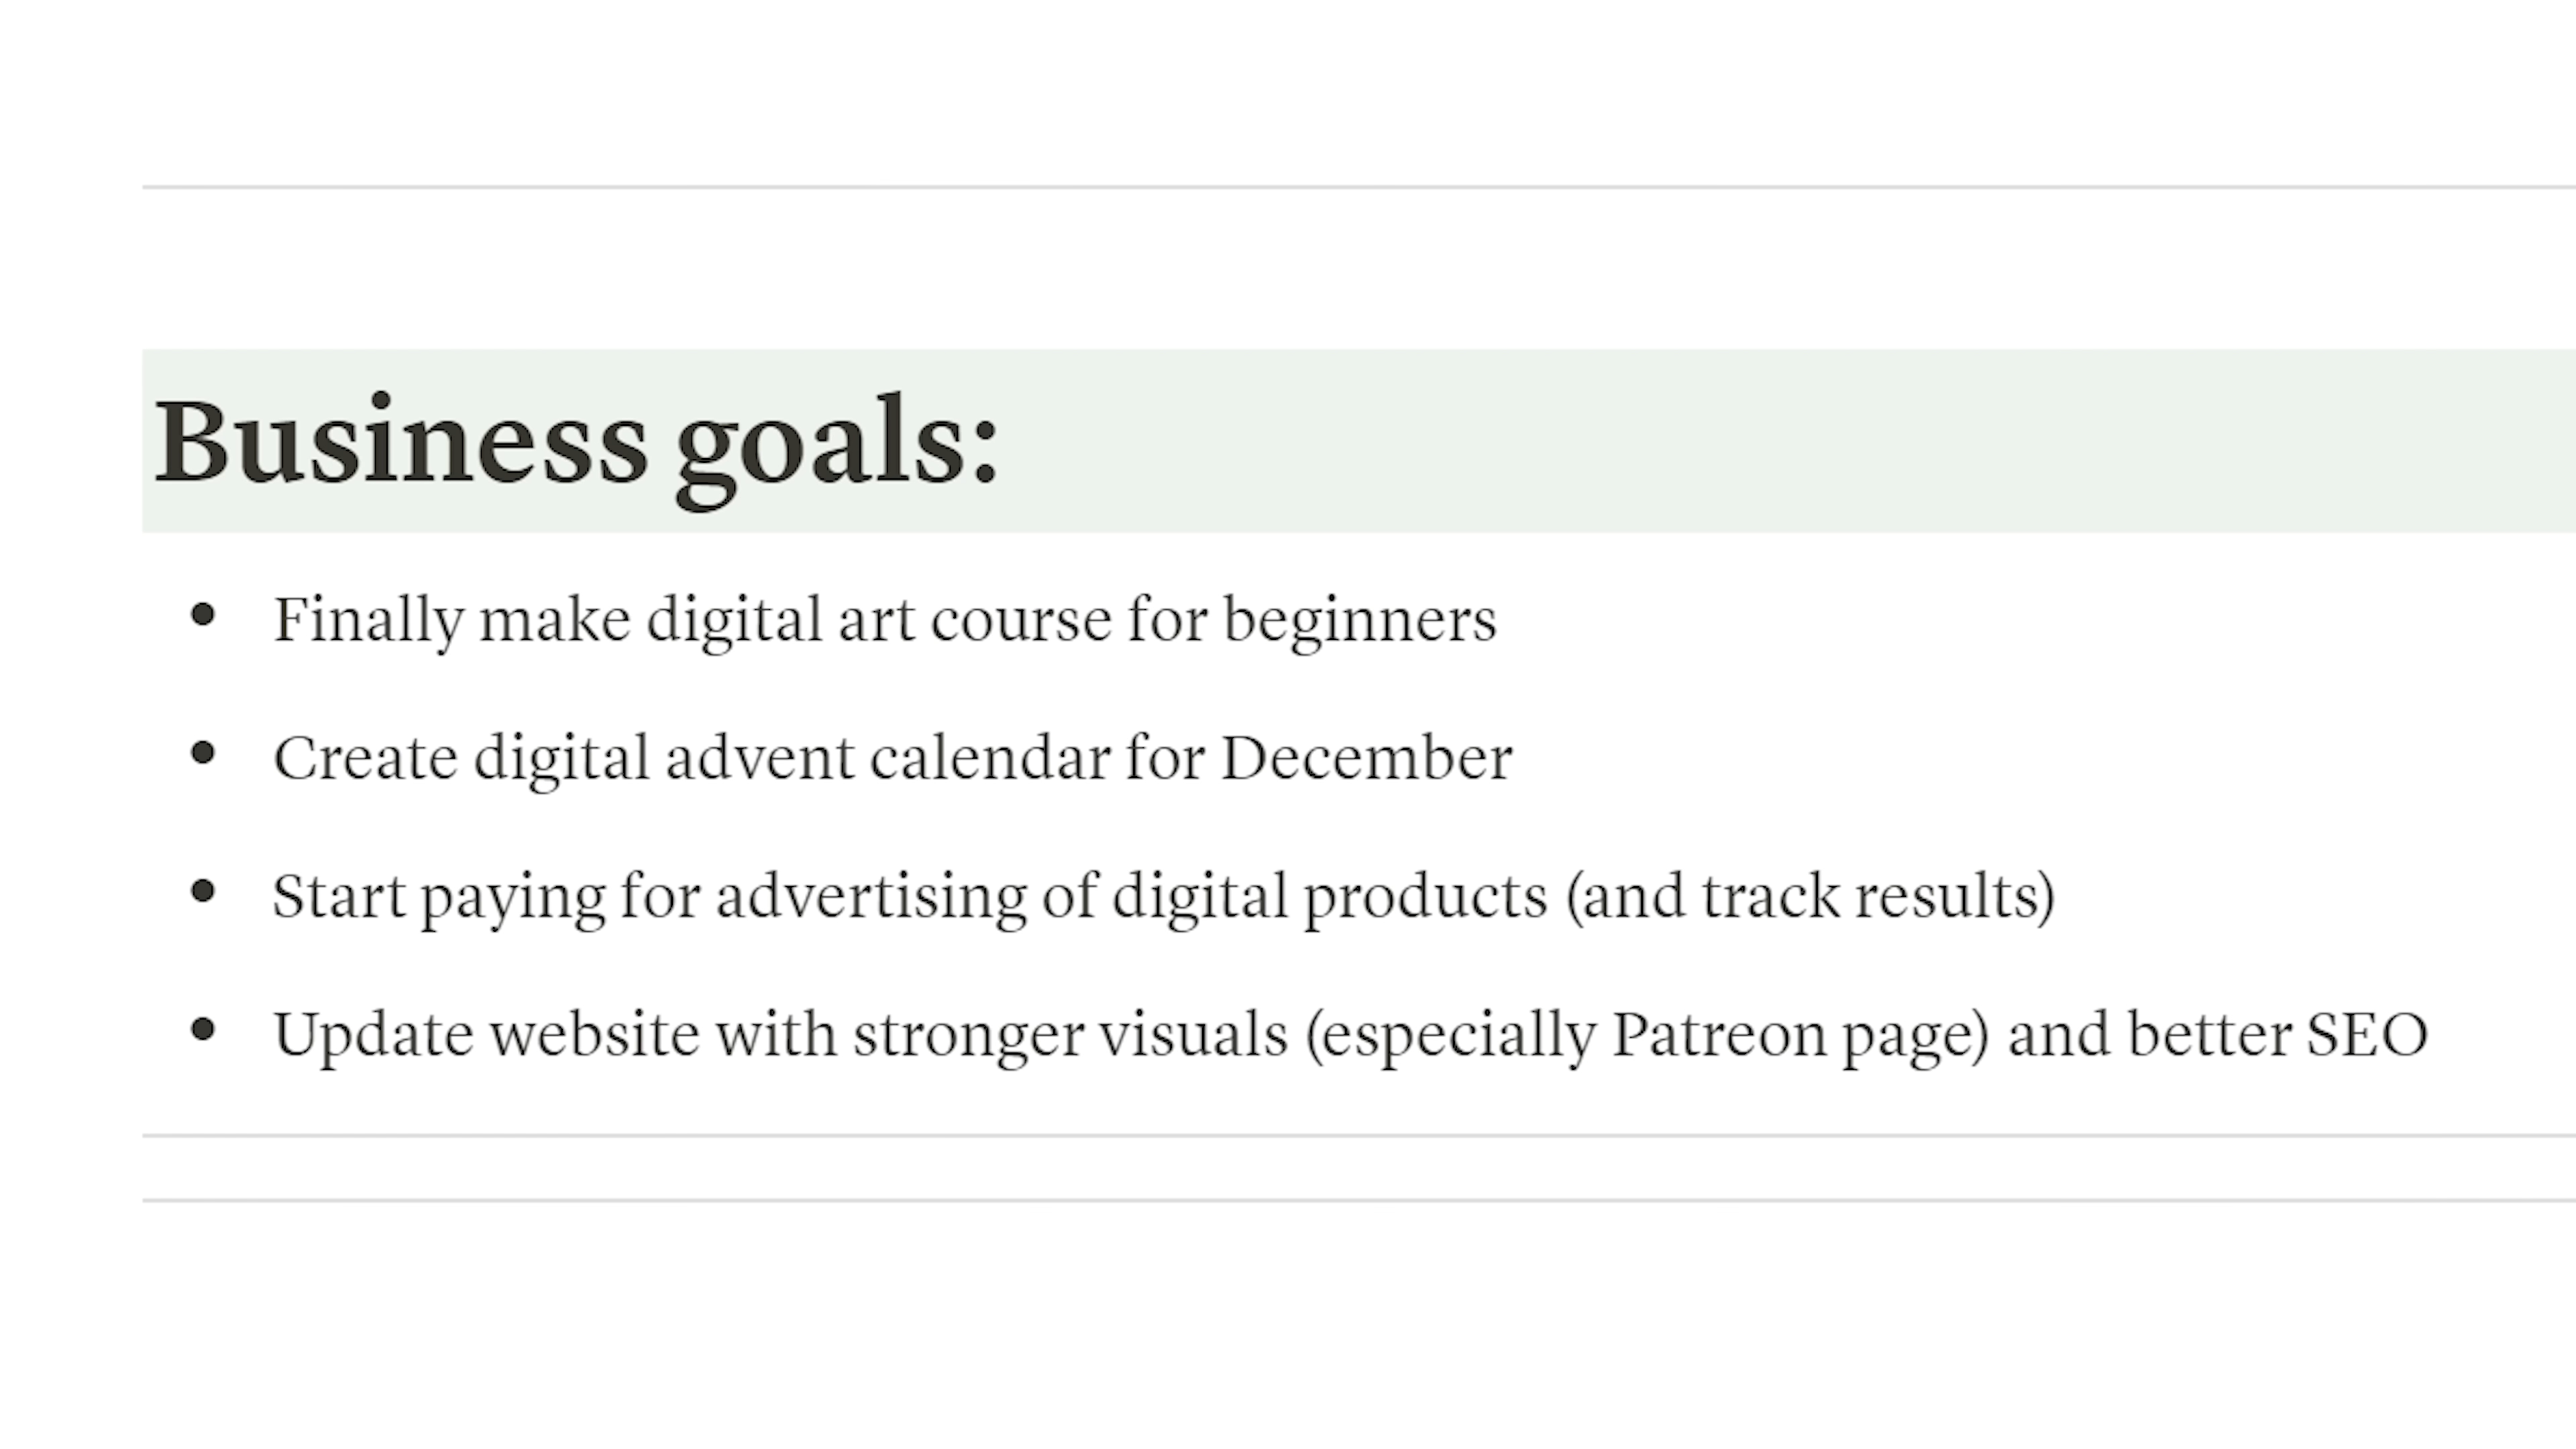 Business goals:
• Finally make digital art course for beginners
• Create digital advent calendar for December
• Start paying for advertising of digital products (and track results)
• Update website with stronger visuals (especially Patreon page) and better SEO